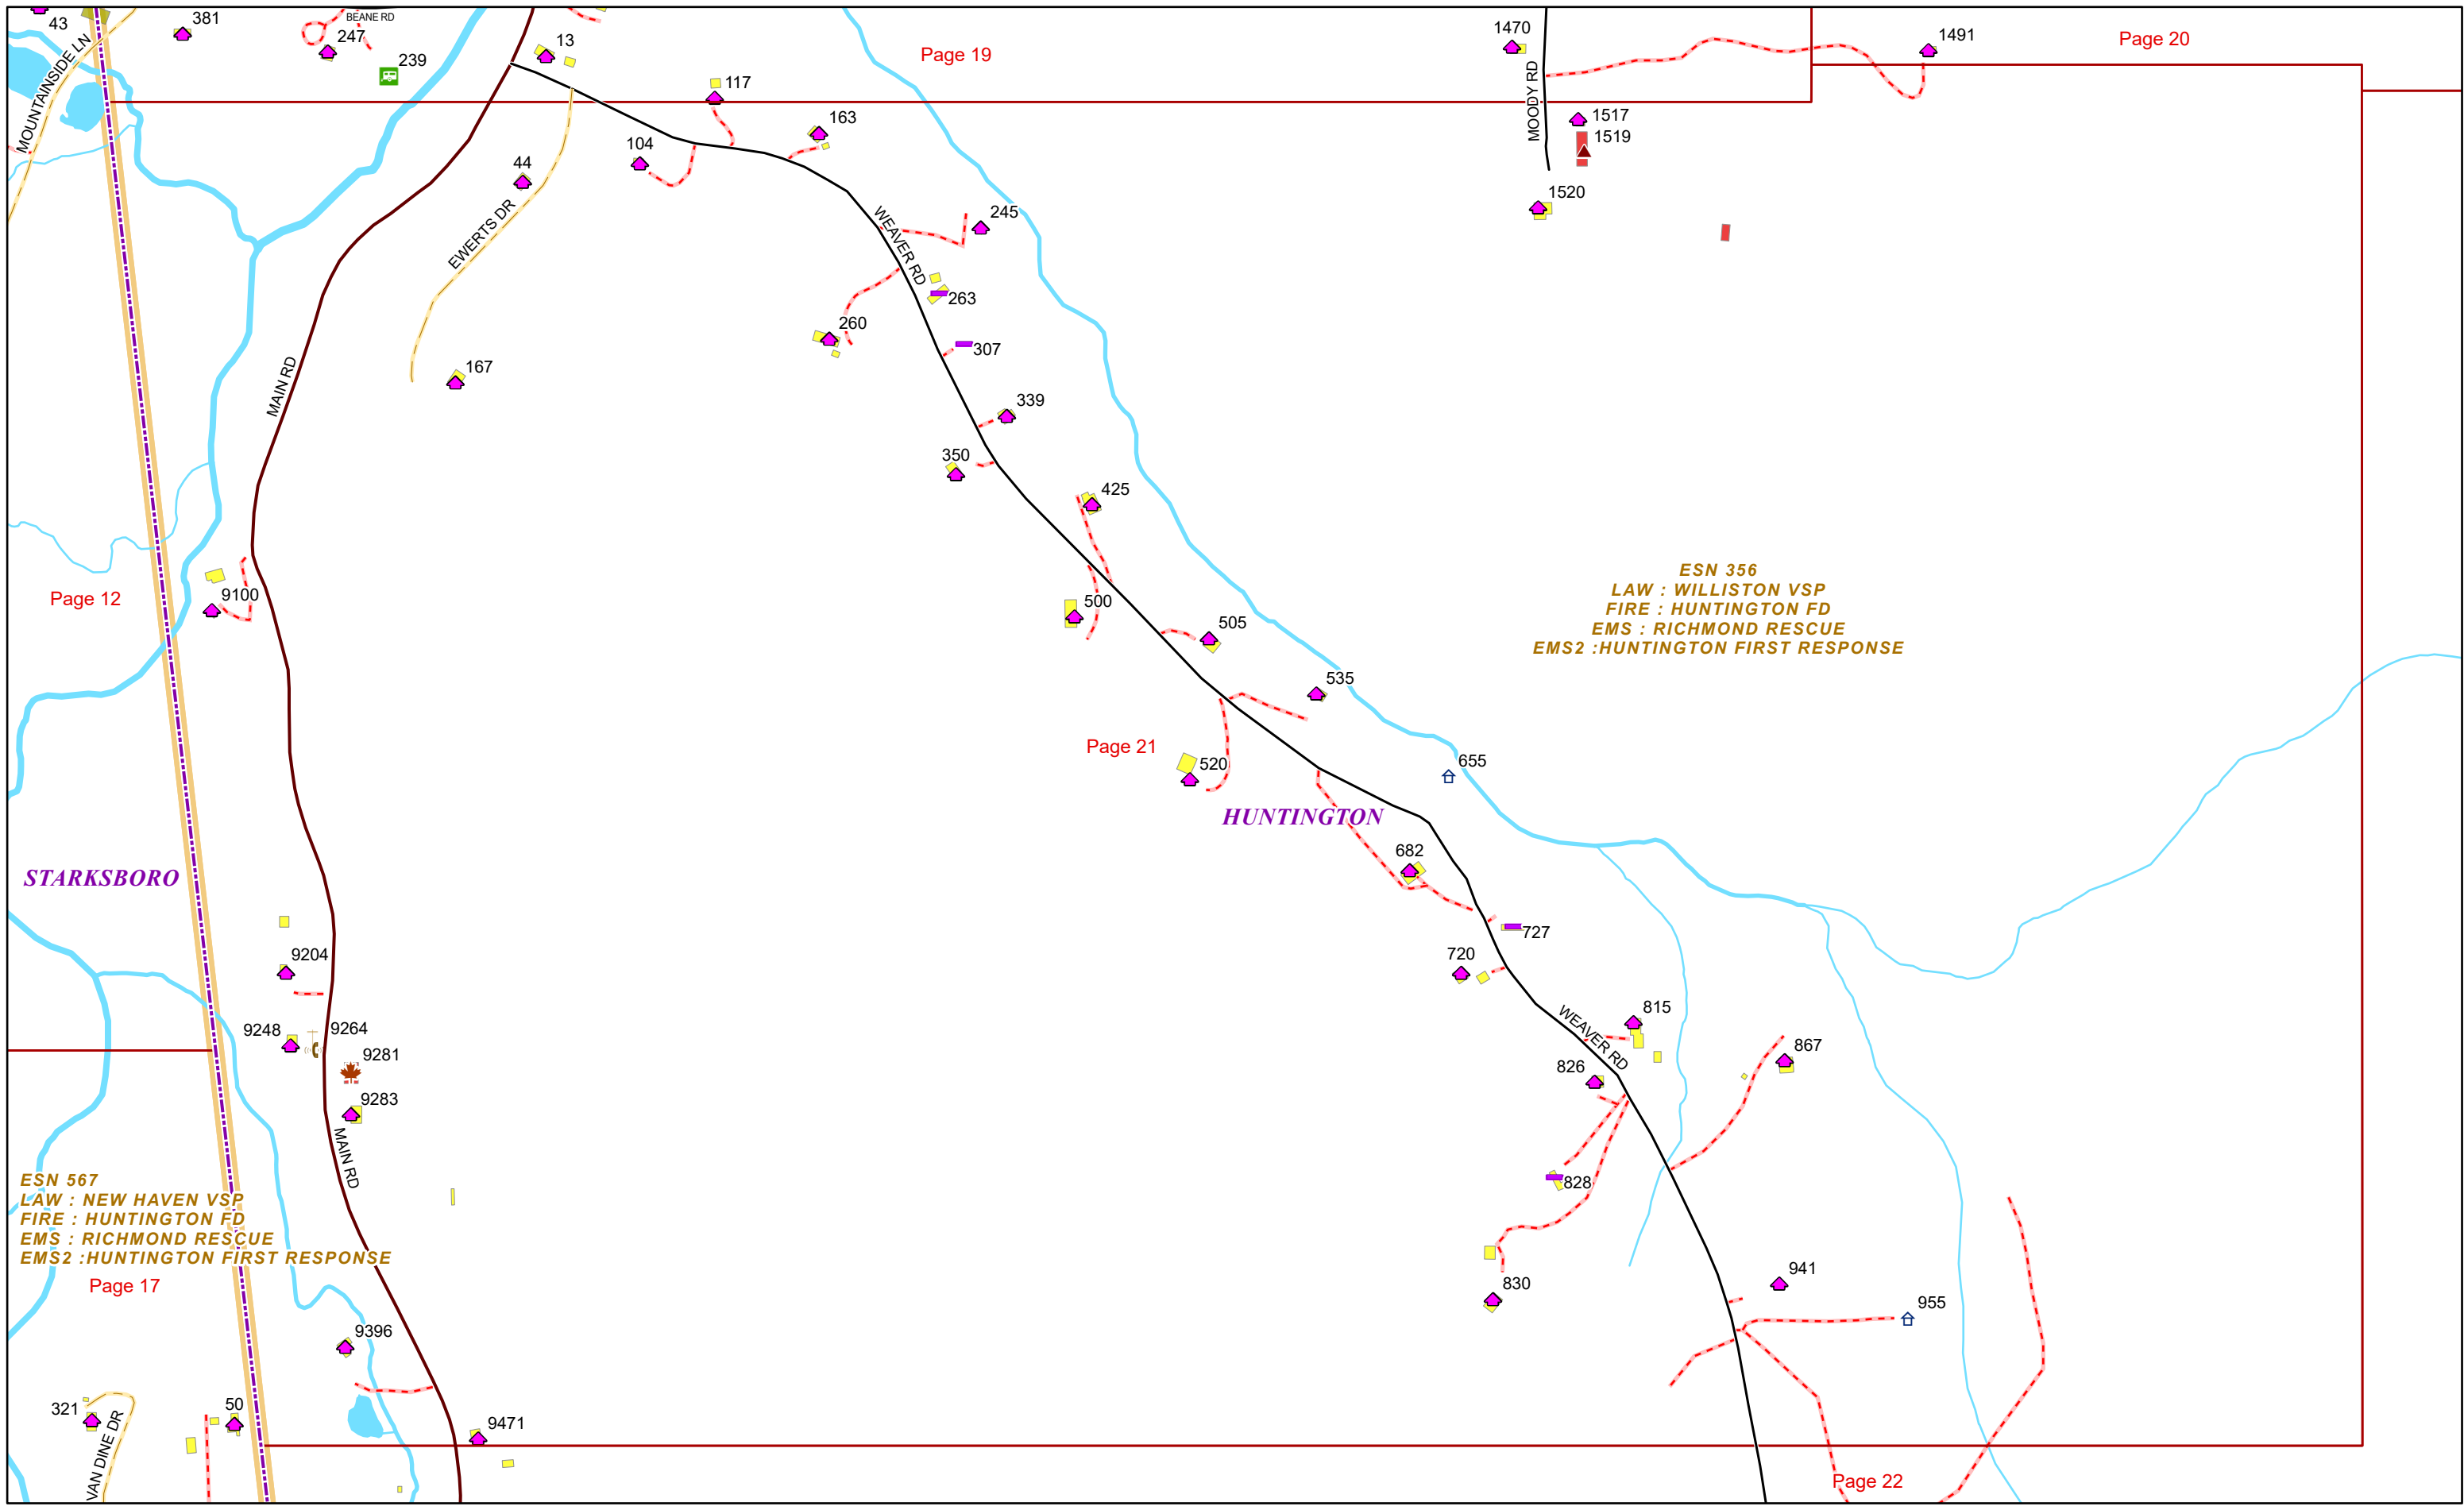 43
381
BEANE RD
247
239
13
117
Page 19
1470
1491
Page 20
MOUNTAINSIDE LN
MOODY RD
163
1517
1519
104
44
EWERTS DR
1520
WEAVER RD
245
263
260
307
MAIN RD
167
339
350
425
Page 12
9100
500
505
ESN 356
LAW : WILLISTON VSP
FIRE : HUNTINGTON FD
EMS : RICHMOND RESCUE
EMS2 :HUNTINGTON FIRST RESPONSE
535
Page 21
520
655
HUNTINGTON
682
STARKSBORO
727
720
9204
815
WEAVER RD
9248
9264
9281
867
826
9283
MAIN RD
ESN 567
LAW : NEW HAVEN VSP
FIRE : HUNTINGTON FD
EMS : RICHMOND RESCUE
EMS2 :HUNTINGTON FIRST RESPONSE
828
Page 17
830
941
955
9396
321
50
VAN DINE DR
9471
Page 22